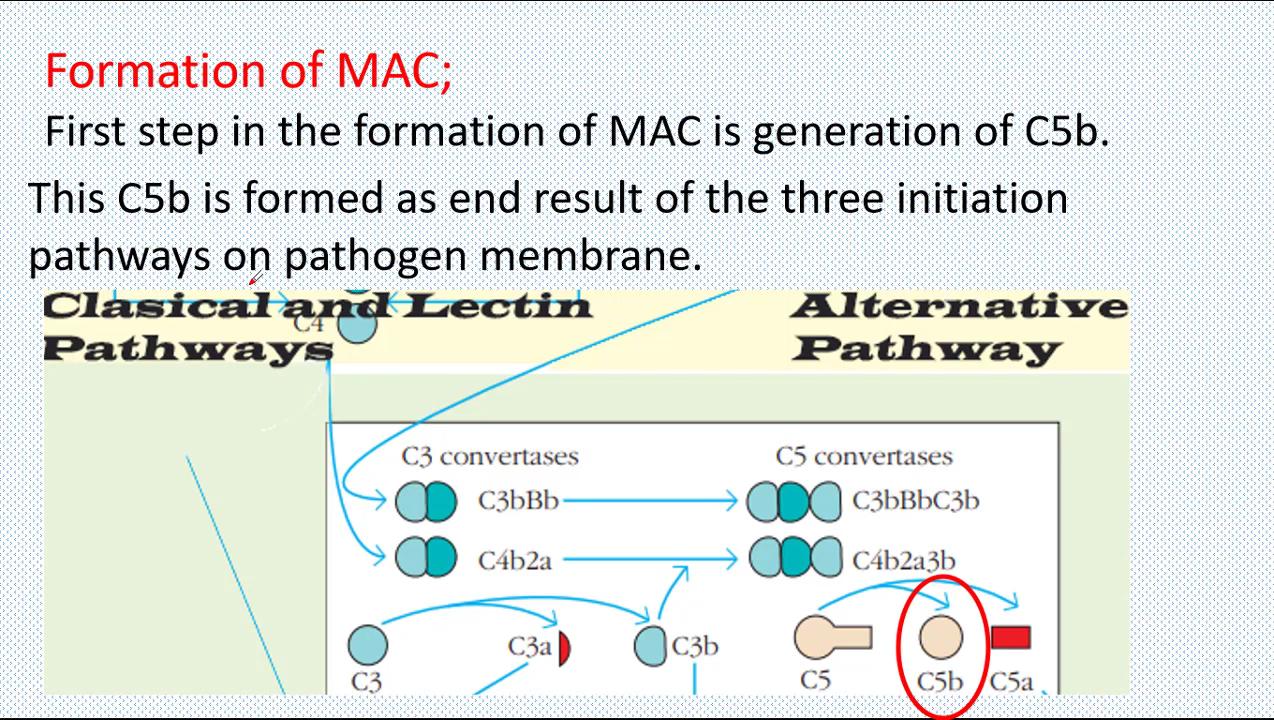 Formation of MAC;
First step in the formation of MAC is generation of C5b.
This C5b is formed as end result of the three initiation
pathways on pathogen membrane.
Clasical and Lectin
Pathways
C4
Alternative
Pathway
C3 convertases
C5 convertases
C3bBb
C3bBbC3b
C4b2a
C4b2a3b
C3a
C3b
C3
C5
C5b
C5a